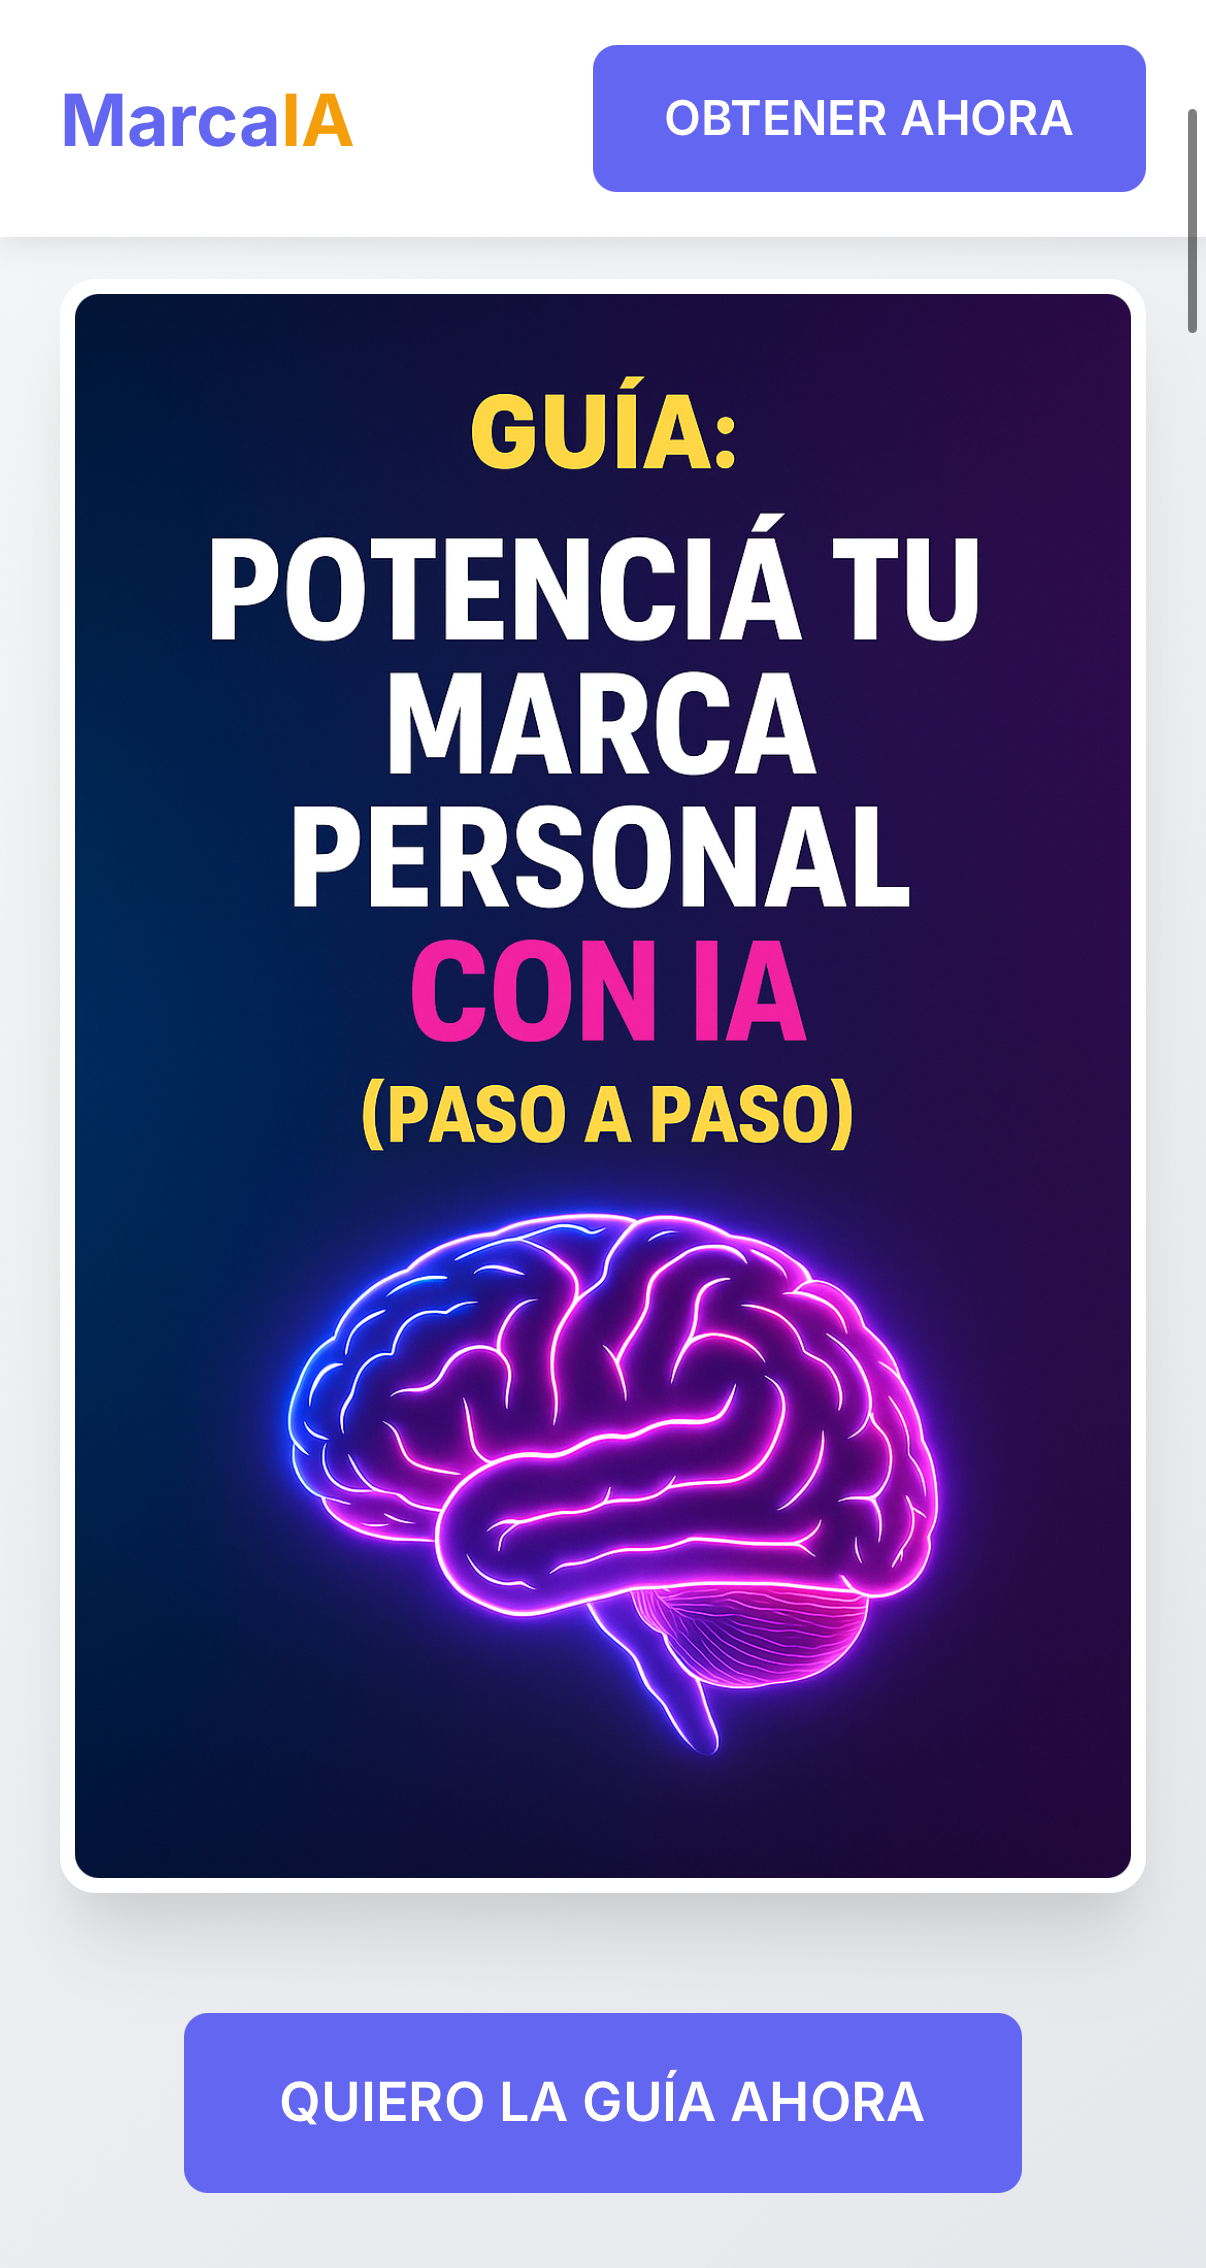 MarcaIA
OBTENER AHORA
GUÍA:
POTENCIÁ TU
MARCA
PERSONAL
CON IA
(PASO A PASO)
QUIERO LA GUÍA AHORA